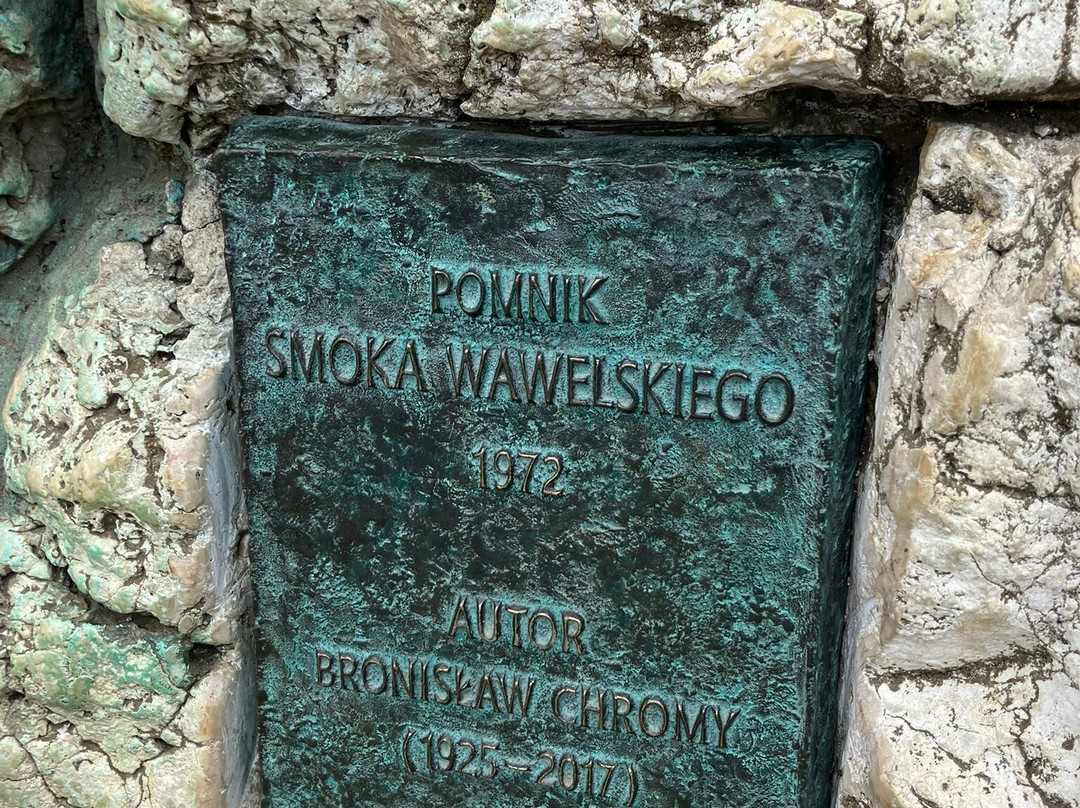 POMNIK
SMOKA WAWELSKIEGO
1972
AUTOR
BRONISŁAW CHROMY
(1925–2017)